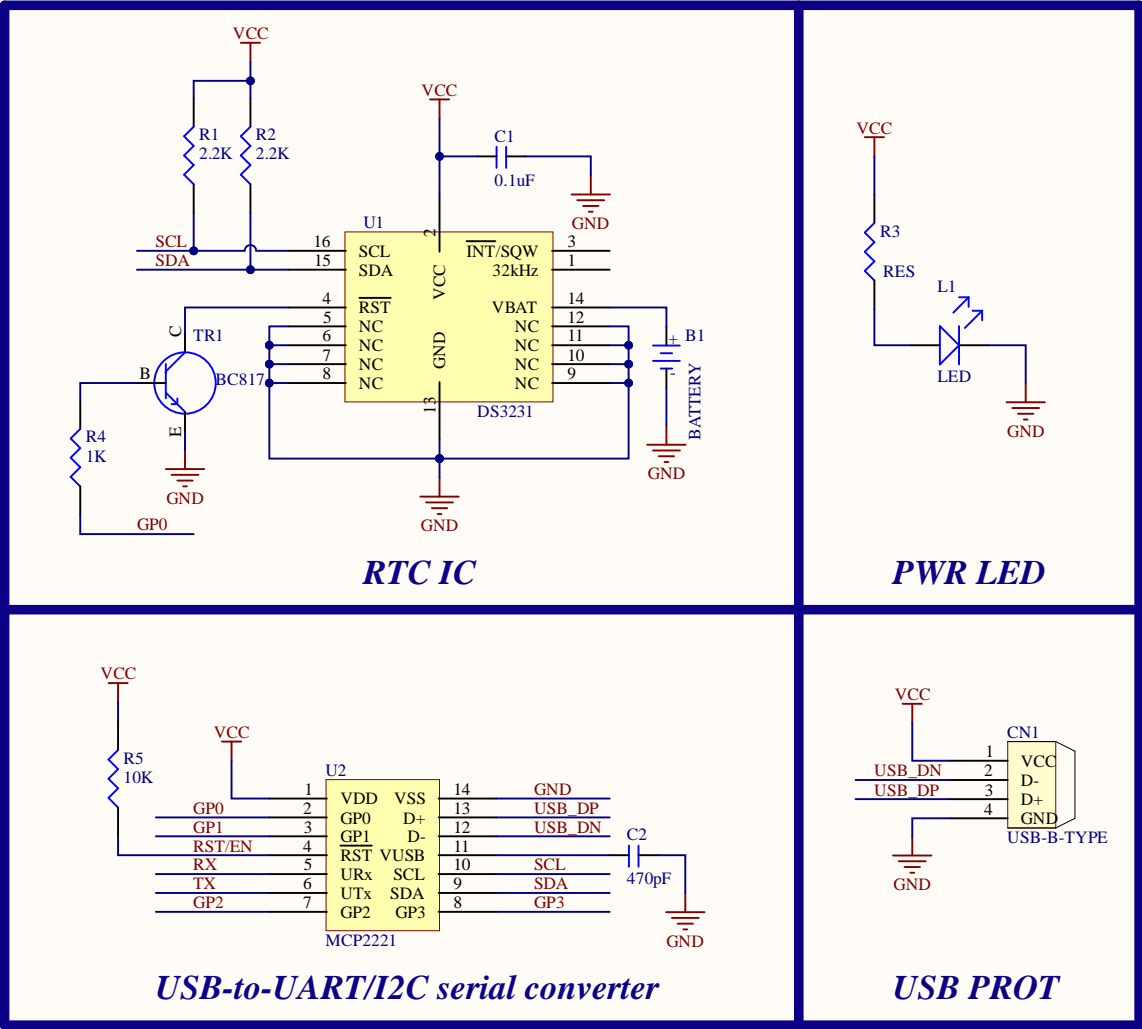 VCC
R1
2.2K
R2
2.2K
VCC
C1
0.1uF
GND
U1
SCL
SDA
16
15
4
5
6
7
8
SCL
SDA
RST
NC
NC
NC
NC
2
VCC
GND
13
INT/SQW
32kHz
VBAT
NC
NC
NC
NC
3
1
14
12
11
10
9
DS3231
C
B
E
TR1
BC817
R4
1K
GND
GP0
GND
+
-
B1
BATTERY
GND
RTC IC
VCC
R3
RES
L1
LED
GND
PWR LED
VCC
R5
10K
VCC
U2
GP0
GP1
RST/EN
RX
TX
GP2
1
2
3
4
5
6
7
VDD
GP0
GP1
RST
URx
UTx
GP2
VSS
D+
D-
VUSB
SCL
SDA
GP3
14
13
12
11
10
9
8
GND
USB_DP
USB_DN
SCL
SDA
GP3
MCP2221
C2
470pF
GND
USB-to-UART/I2C serial converter
VCC
CN1
USB_DN
USB_DP
1
2
3
4
VCC
D-
D+
GND
USB-B-TYPE
GND
USB PROT